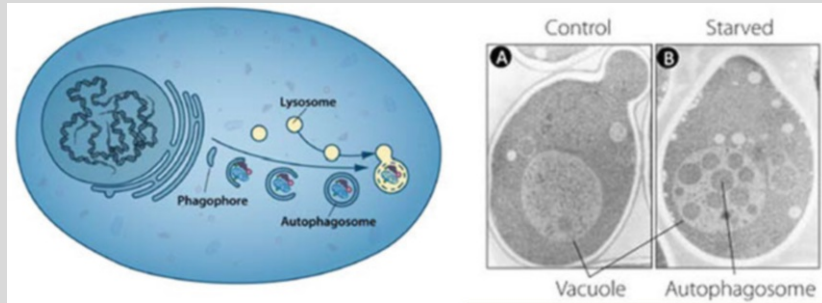 Lysosome
Phagophore
Autophagosome
Control
Starved
A
B
Vacuole
Autophagosome